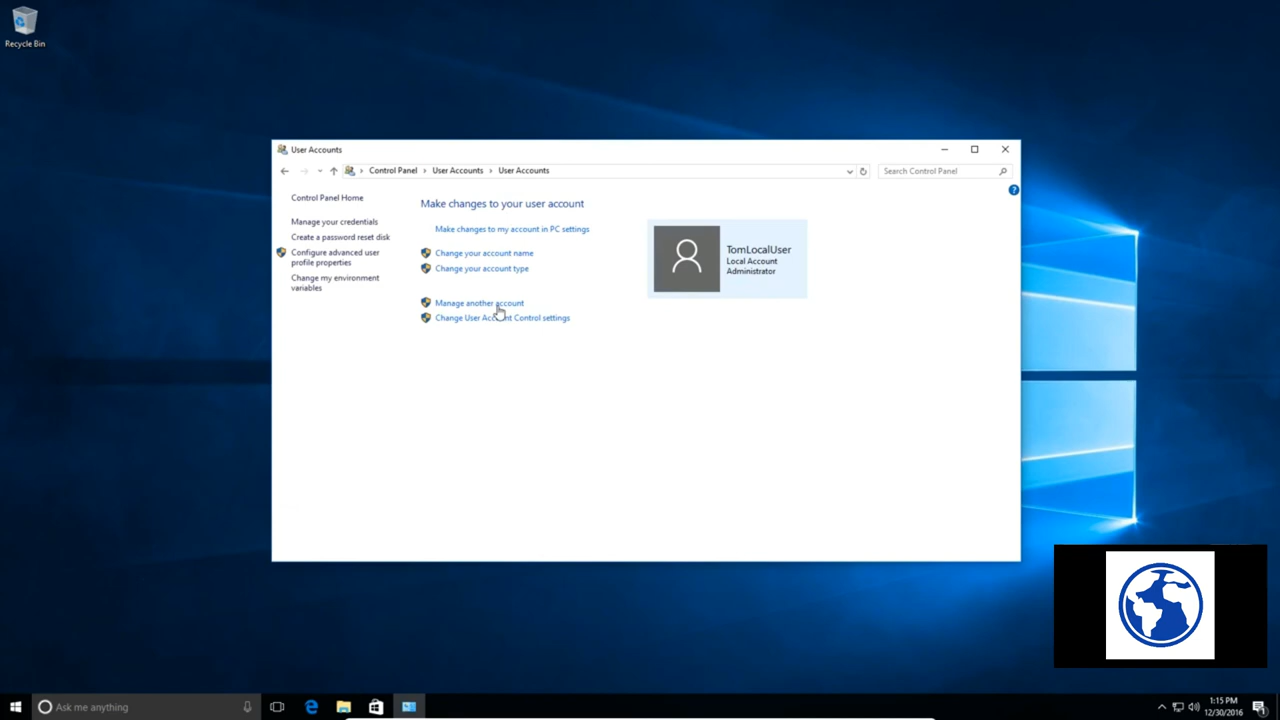 Recycle Bin
User Accounts
Control Panel > User Accounts > User Accounts
Search Control Panel
Control Panel Home
Manage your credentials
Create a password reset disk
Configure advanced user
profile properties
Change my environment
variables
Make changes to your user account
Make changes to my account in PC settings
Change your account name
Change your account type
Manage another account
Change User Account Control settings
TomLocalUser
Local Account
Administrator
Ask me anything
1:15 PM
12/30/2016